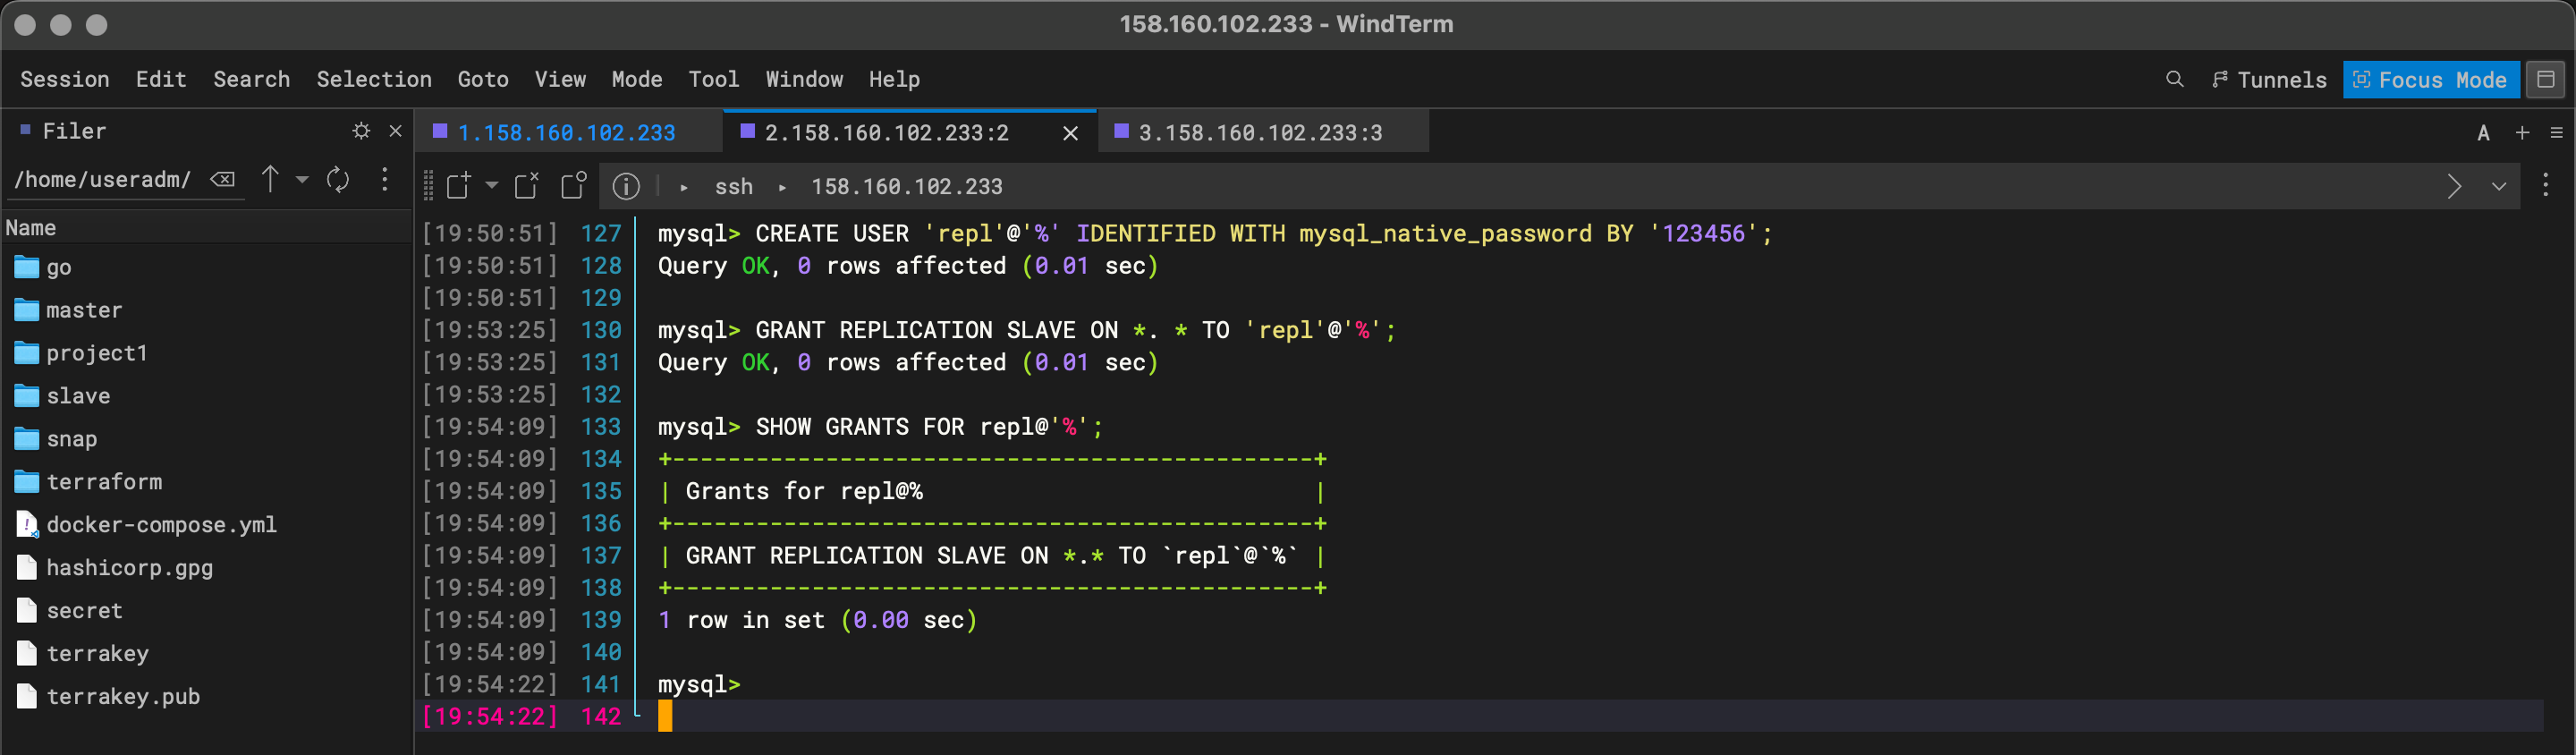 158.160.102.233 - WindTerm
Session Edit Search Selection Goto View Mode Tool Window Help Tunnels Focus Mode
Filer
1.158.160.102.233 2.158.160.102.233:2 3.158.160.102.233:3 A
/home/useradm/
ssh 158.160.102.233
Name
go
master
project1
slave
snap
terraform
docker-compose.yml
hashicorp.gpg
secret
terrakey
terrakey.pub
[19:50:51] 127 mysql> CREATE USER 'repl'@'%' IDENTIFIED WITH mysql_native_password BY '123456';
[19:50:51] 128 Query OK, 0 rows affected (0.01 sec)
[19:50:51] 129
[19:53:25] 130 mysql> GRANT REPLICATION SLAVE ON *. * TO 'repl'@'%';
[19:53:25] 131 Query OK, 0 rows affected (0.01 sec)
[19:53:25] 132
[19:54:09] 133 mysql> SHOW GRANTS FOR repl@'%';
[19:54:09] 134 +----------------------------------------------+
[19:54:09] 135 | Grants for repl@%                            |
[19:54:09] 136 +----------------------------------------------+
[19:54:09] 137 | GRANT REPLICATION SLAVE ON *.* TO `repl`@`%` |
[19:54:09] 138 +----------------------------------------------+
[19:54:09] 139 1 row in set (0.00 sec)
[19:54:09] 140
[19:54:22] 141 mysql>
[19:54:22] 142